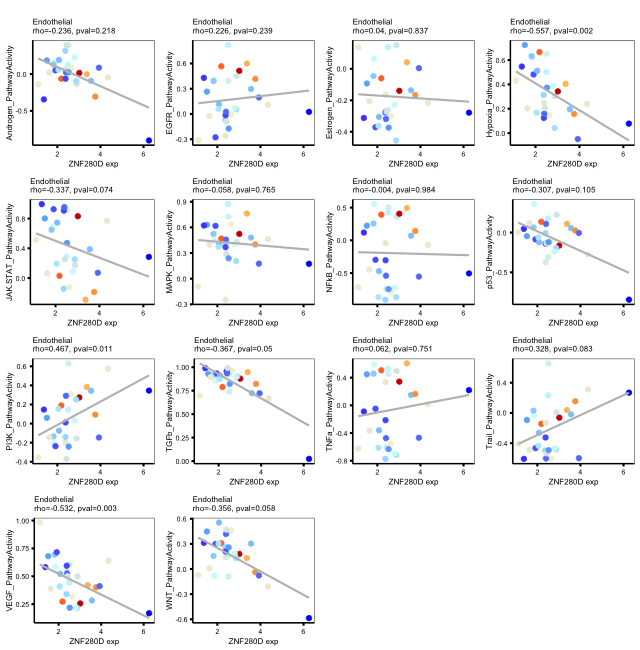 Endothelial
rho=-0.236, pval=0.218
Androgen_PathwayActivity
0.0
-0.5
2 4 6
ZNF280D exp
Endothelial
rho=0.226, pval=0.239
EGFR_PathwayActivity
0.6
0.3
0.0
-0.3
2 4 6
ZNF280D exp
Endothelial
rho=0.04, pval=0.837
Estrogen_PathwayActivity
0.2
0.0
-0.2
-0.4
2 4 6
ZNF280D exp
Endothelial
rho=-0.557, pval=0.002
Hypoxia_PathwayActivity
0.8
0.6
0.4
0.2
0.0
2 4 6
ZNF280D exp
Endothelial
rho=-0.337, pval=0.074
JAK.STAT_PathwayActivity
0.8
0.4
0.0
2 4 6
ZNF280D exp
Endothelial
rho=-0.058, pval=0.765
MAPK_PathwayActivity
0.9
0.6
0.3
0.0
-0.3
2 4 6
ZNF280D exp
Endothelial
rho=-0.004, pval=0.984
NFkB_PathwayActivity
0.5
0.0
-0.5
2 4 6
ZNF280D exp
Endothelial
rho=-0.307, pval=0.105
p53_PathwayActivity
0.0
-0.5
2 4 6
ZNF280D exp
Endothelial
rho=0.467, pval=0.011
PI3K_PathwayActivity
0.6
0.4
0.2
0.0
-0.2
-0.4
2 4 6
ZNF280D exp
Endothelial
rho=-0.367, pval=0.05
TGFb_PathwayActivity
1.00
0.75
0.50
0.25
0.00
2 4 6
ZNF280D exp
Endothelial
rho=0.062, pval=0.751
TNFa_PathwayActivity
0.4
0.0
-0.4
-0.8
2 4 6
ZNF280D exp
Endothelial
rho=0.328, pval=0.083
Trail_PathwayActivity
0.4
0.0
-0.4
2 4 6
ZNF280D exp
Endothelial
rho=-0.532, pval=0.003
VEGF_PathwayActivity
1.00
0.75
0.50
0.25
2 4 6
ZNF280D exp
Endothelial
rho=-0.356, pval=0.058
WNT_PathwayActivity
0.6
0.3
0.0
-0.3
-0.6
2 4 6
ZNF280D exp